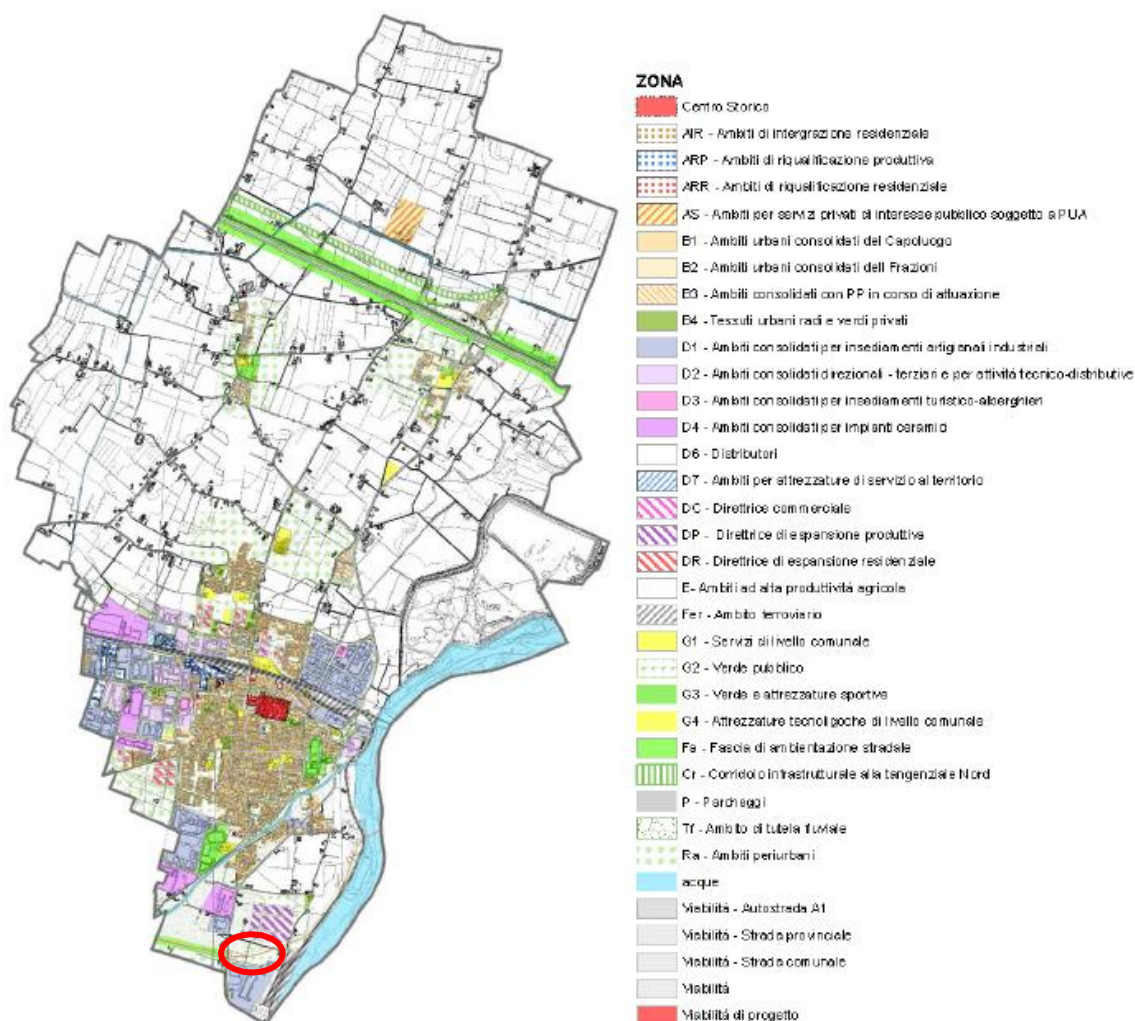 ZONA
Centro Storico
AIR - Ambiti di intergrazione residenziale
ARP - Ambiti di riqualificazione produttiva
ARR - Ambiti di riqualificazione residenziale
AS - Ambiti per servizi privati di interesse pubblico soggetto a PUA
B1 - Ambiti urbani consolidati del Capoluogo
B2 - Ambiti urbani consolidati dell Frazioni
B3 - Ambiti consolidati con PP in corso di attuazione
B4 - Tessuti urbani radi e verdi privati
D1 - Ambiti consolidati per insediamenti artigianali industriali
D2 - Ambiti consolidati direzionali - terziari e per attività tecnico-distributive
D3 - Ambiti consolidati per insediamenti turistico-alberghieri
D4 - Ambiti consolidati per impianti ceramici
D6 - Distributori
D7 - Ambiti per attrezzature di servizio al territorio
DC - Direttrice commerciale
DP - Direttrice di espansione produttiva
DR - Direttrice di espansione residenziale
E- Ambiti ad alta produttività agricola
Fer - Ambito ferroviario
G1 - Servizi di livello comunale
G2 - Verde pubblico
G3 - Verde e attrezzature sportive
G4 - Attrezzature tecnoligoche di livello comunale
Fa - Fascia di ambientazione stradale
Cr - Corridoio infrastrutturale alla tangenziale Nord
P - Parcheggi
Tf - Ambito di tutela fluviale
Ra - Ambiti periurbani
acque
Viabilità - Autostrada A1
Viabilità - Strada provinciale
Viabilità - Strada comunale
Viabilità
Viabilità di progetto